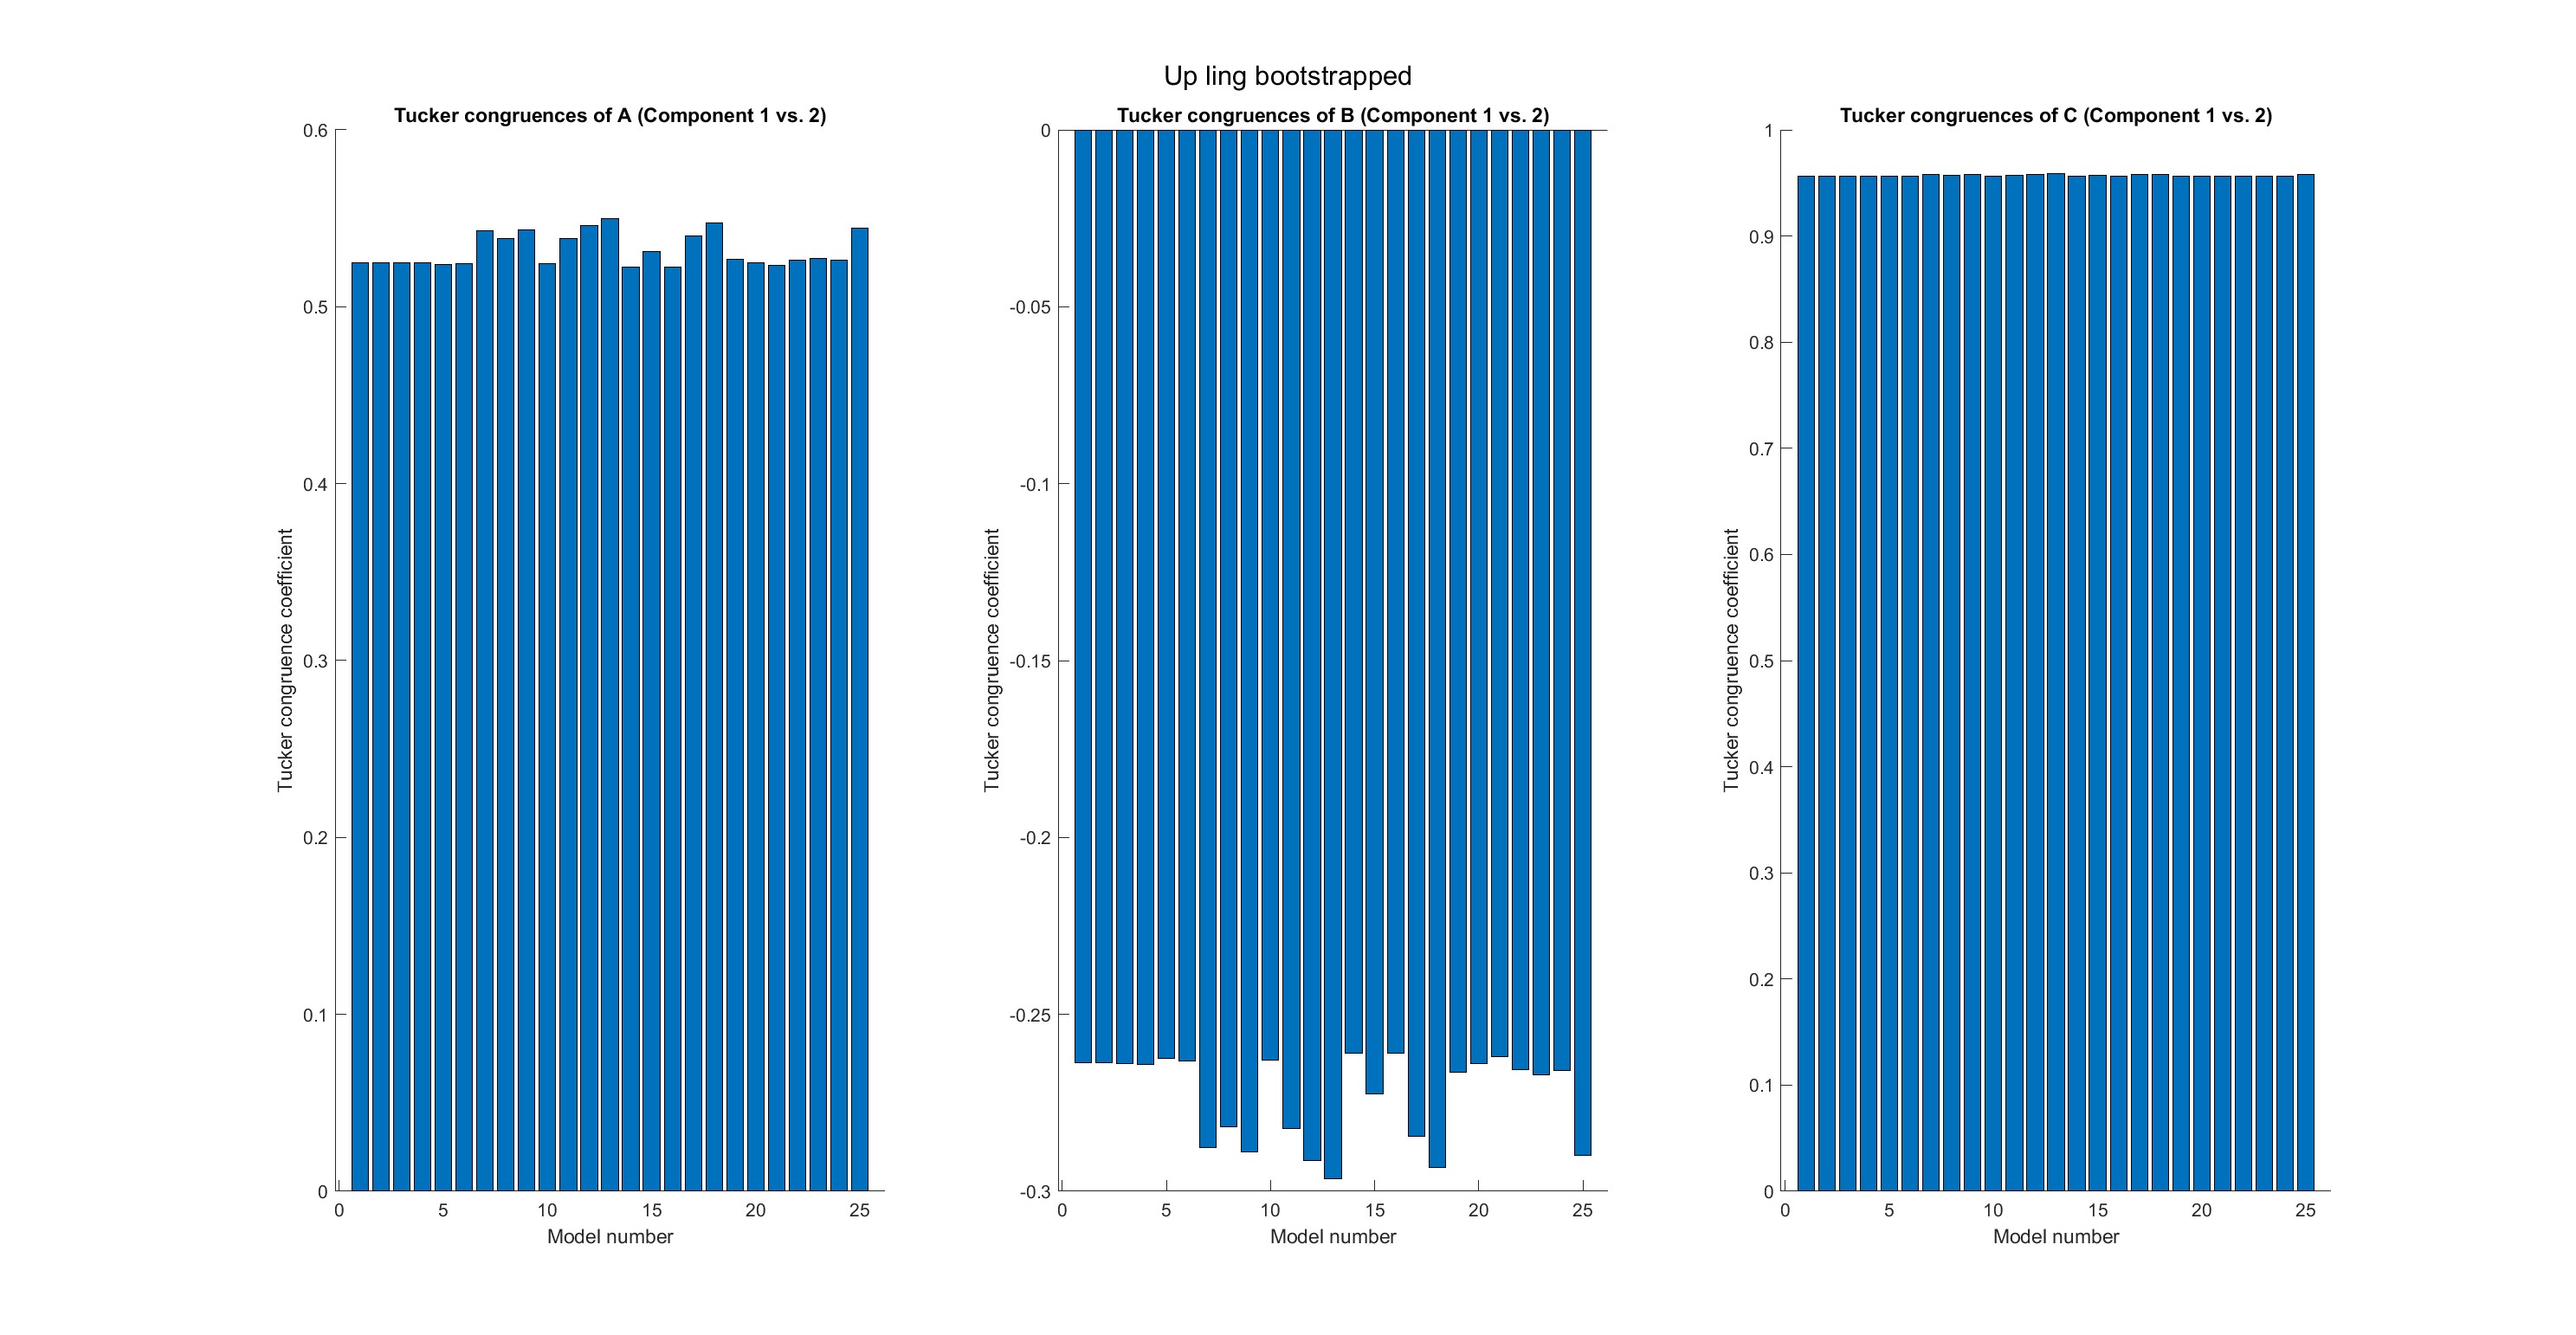 Up ling bootstrapped
Tucker congruences of A (Component 1 vs. 2)
0.6
0.5
0.4
0.3
0.2
0.1
0
Tucker congruence coefficient
0 5 10 15 20 25
Model number
Tucker congruences of B (Component 1 vs. 2)
0
-0.05
-0.1
-0.15
-0.2
-0.25
-0.3
Tucker congruence coefficient
0 5 10 15 20 25
Model number
Tucker congruences of C (Component 1 vs. 2)
1
0.9
0.8
0.7
0.6
0.5
0.4
0.3
0.2
0.1
0
Tucker congruence coefficient
0 5 10 15 20 25
Model number